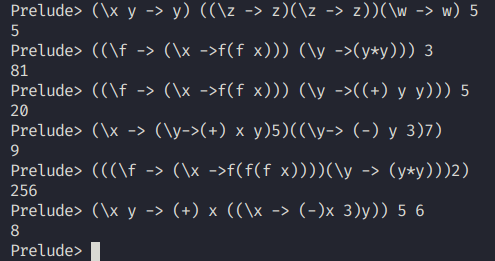 Prelude> (\x y -> y) ((\z -> z)(\z -> z))(\w -> w) 5
5
Prelude> ((\f -> (\x ->f(f x))) (\y ->(y*y))) 3
81
Prelude> ((\f -> (\x ->f(f x))) (\y ->((+) y y))) 5
20
Prelude> (\x -> (\y->(+) x y)5)((\y-> (-) y 3)7)
9
Prelude> (((\f -> (\x ->f(f(f x))))(\y -> (y*y)))2)
256
Prelude> (\x y -> (+) x ((\x -> (-)x 3)y)) 5 6
8
Prelude>